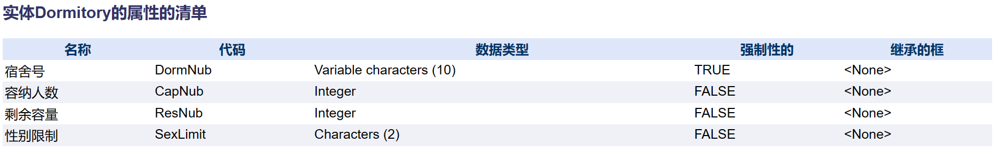 实体Dormitory的属性的清单
名称 代码 数据类型 强制性的 继承的框
宿舍号 DormNub Variable characters (10) TRUE <None>
容纳人数 CapNub Integer FALSE <None>
剩余容量 ResNub Integer FALSE <None>
性别限制 SexLimit Characters (2) FALSE <None>